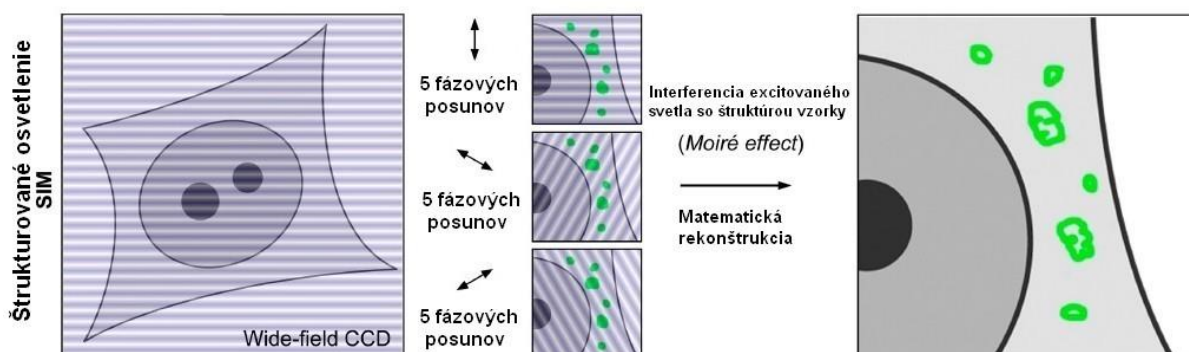 Štrukturované osvetlenie
SIM
Wide-field CCD
5 fázových
posunov
5 fázových
posunov
5 fázových
posunov
Interferencia excitovaného
svetla so štruktúrou vzorky
(Moiré effect)
Matematická
rekonštrukcia